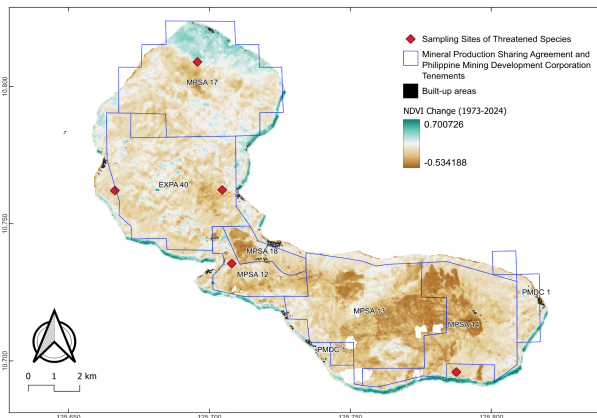 Sampling Sites of Threatened Species
Mineral Production Sharing Agreement and
Philippine Mining Development Corporation
Tenements
Built-up areas
NDVI Change (1973-2024)
0.700726
-0.534188
MPSA 17
EXPA 40
MPSA 18
MPSA 12
MPSA 13
MPSA 14
PMDC 1
PMDC 1
10.800
10.750
10.700
0 1 2 km
125.650 125.700 125.750 125.800